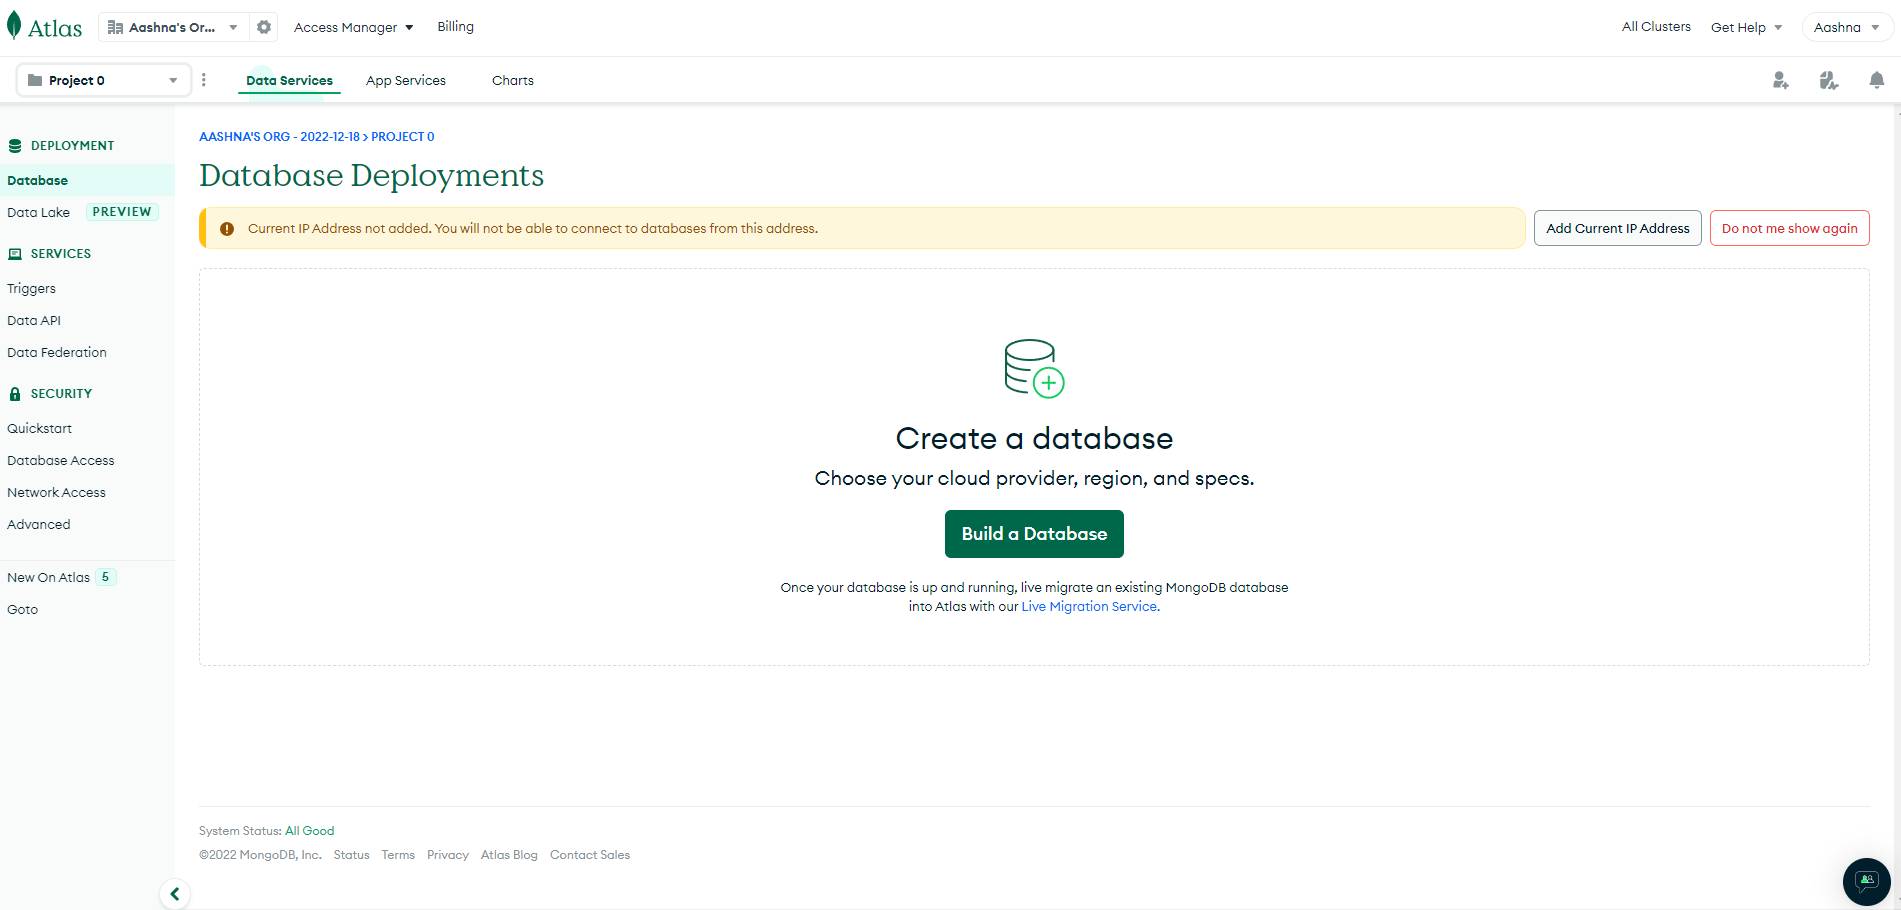 Atlas
Aashna's Or...
Access Manager
Billing
All Clusters
Get Help
Aashna
Project 0
Data Services
App Services
Charts
DEPLOYMENT
Database
Data Lake PREVIEW
SERVICES
Triggers
Data API
Data Federation
SECURITY
Quickstart
Database Access
Network Access
Advanced
New On Atlas 5
Goto
AASHNA'S ORG - 2022-12-18 > PROJECT 0
Database Deployments
Current IP Address not added. You will not be able to connect to databases from this address.
Add Current IP Address
Do not me show again
Create a database
Choose your cloud provider, region, and specs.
Build a Database
Once your database is up and running, live migrate an existing MongoDB database
into Atlas with our Live Migration Service.
System Status: All Good
©2022 MongoDB, Inc. Status Terms Privacy Atlas Blog Contact Sales